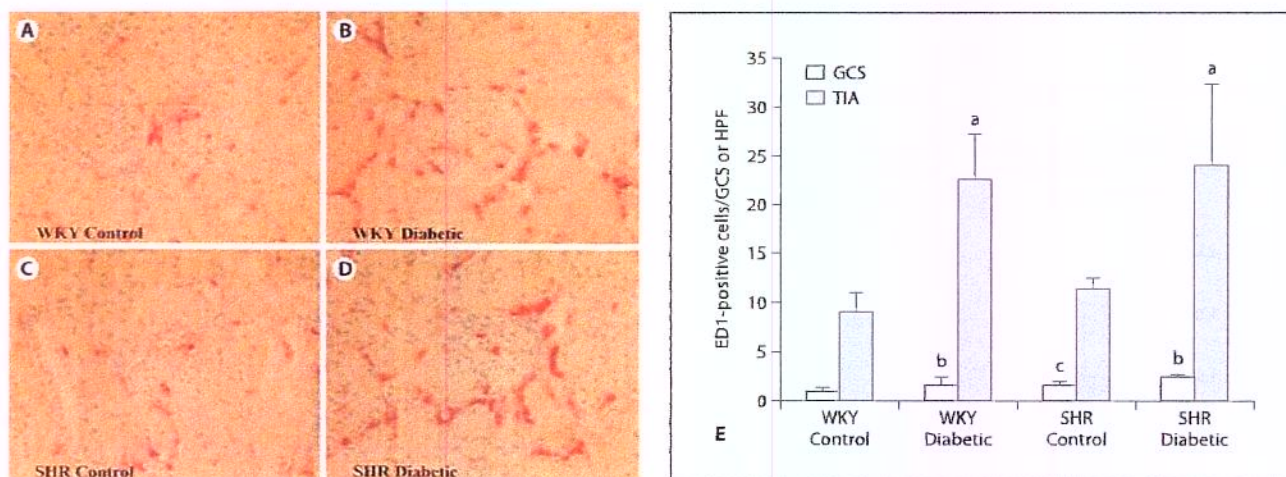 A
WKY Control
B
WKY Diabetic
C
SHR Control
D
SHR Diabetic
ED1-positive cells/GCS or HPF
35
30
25
20
15
10
5
0
GCS
TIA
a
a
b
c
b
WKY Control
WKY Diabetic
SHR Control
SHR Diabetic
E